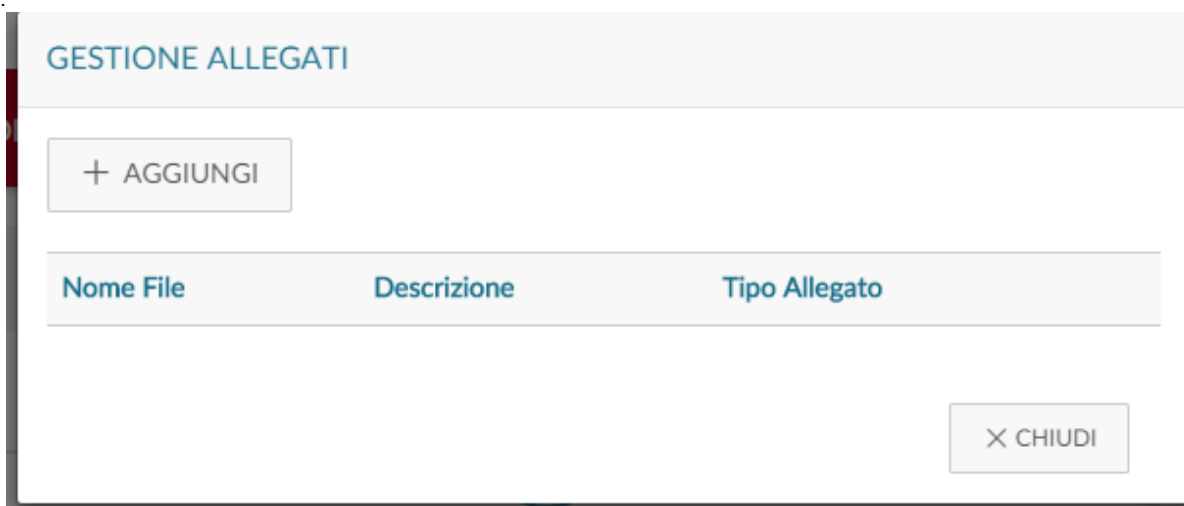 GESTIONE ALLEGATI
+ AGGIUNGI
Nome File Descrizione Tipo Allegato
× CHIUDI